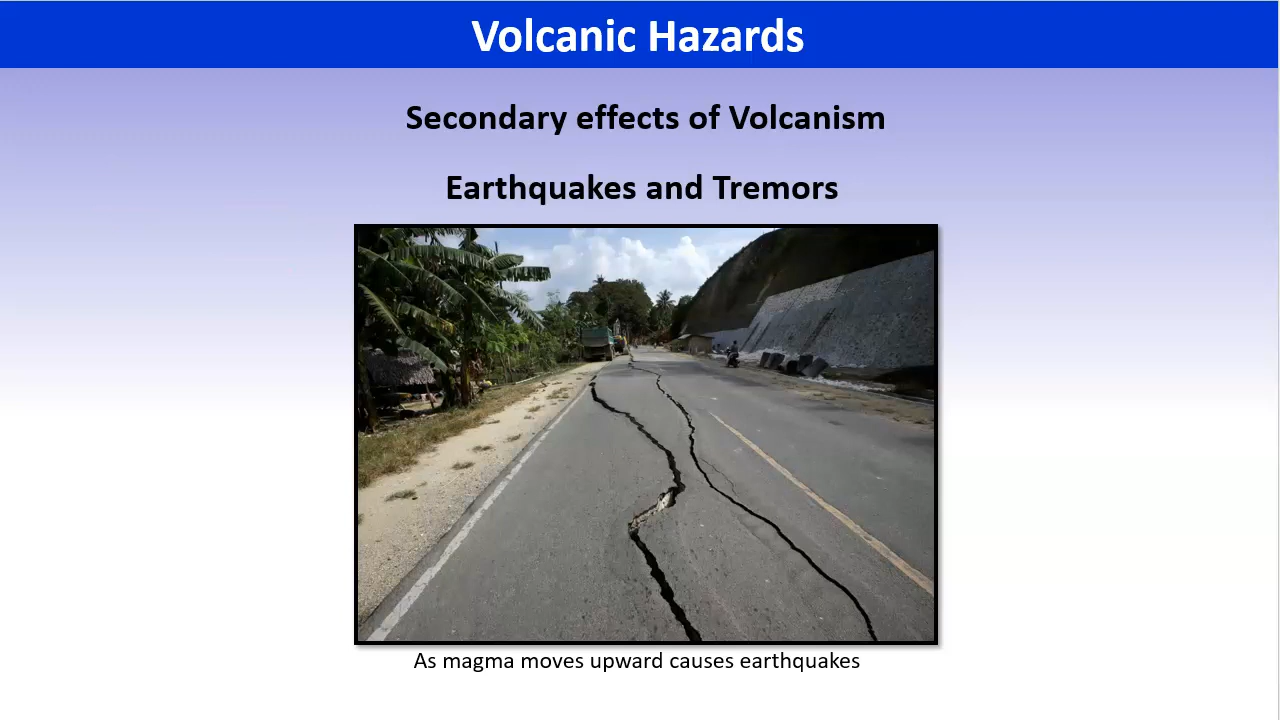 Volcanic Hazards
Secondary effects of Volcanism
Earthquakes and Tremors
As magma moves upward causes earthquakes